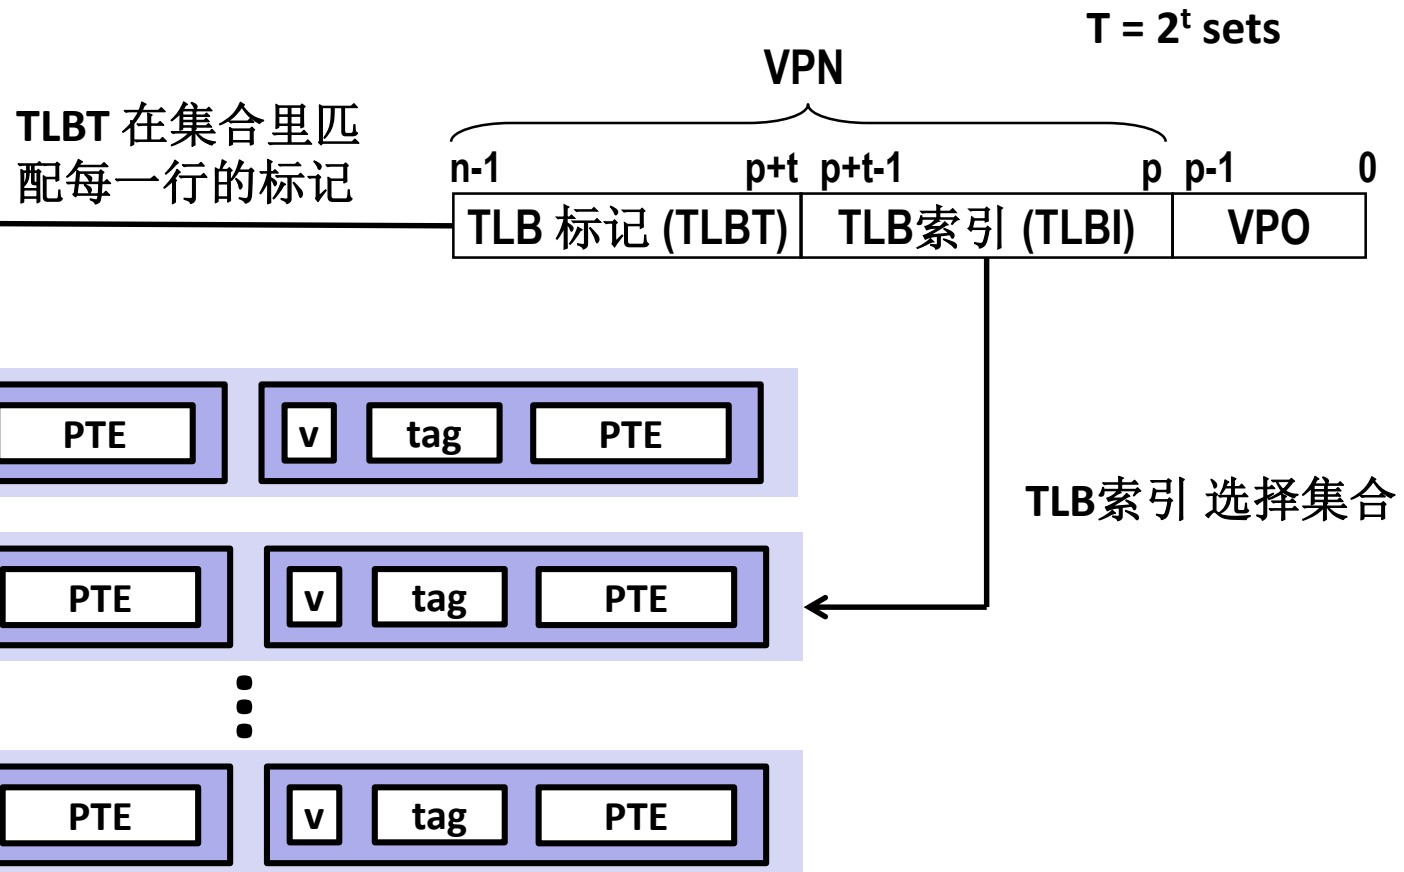 T = 2^t sets
VPN
TLBT 在集合里匹
配每一行的标记
n-1 p+t p+t-1 p p-1 0
TLB 标记 (TLBT) TLB索引 (TLBI) VPO
PTE v tag PTE
TLB索引 选择集合
PTE v tag PTE
PTE v tag PTE